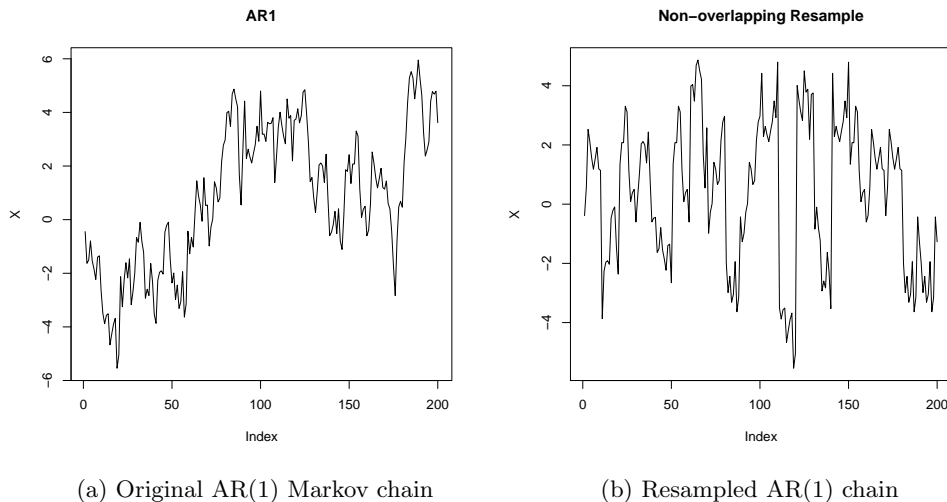 AR1
X
6
4
2
0
−2
−4
−6
0 50 100 150 200
Index
(a) Original AR(1) Markov chain
Non−overlapping Resample
X
4
2
0
−2
−4
0 50 100 150 200
Index
(b) Resampled AR(1) chain